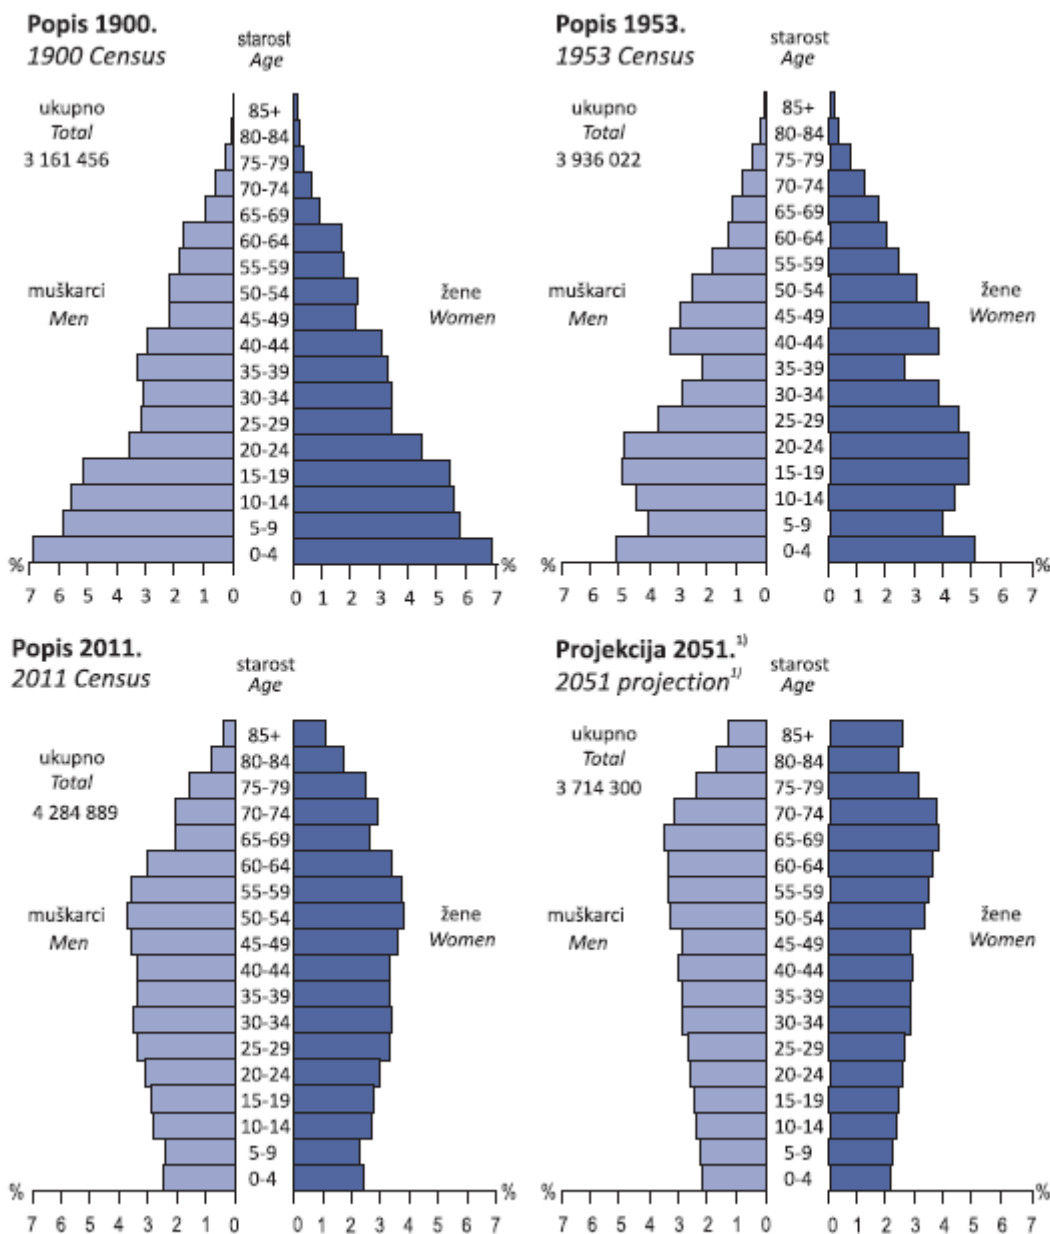 Popis 1900.
1900 Census
starost
Age
ukupno
Total
3 161 456
muškarci
Men
žene
Women
85+
80-84
75-79
70-74
65-69
60-64
55-59
50-54
45-49
40-44
35-39
30-34
25-29
20-24
15-19
10-14
5-9
0-4
% %
7 6 5 4 3 2 1 0 0 1 2 3 4 5 6 7
Popis 1953.
1953 Census
starost
Age
ukupno
Total
3 936 022
muškarci
Men
žene
Women
85+
80-84
75-79
70-74
65-69
60-64
55-59
50-54
45-49
40-44
35-39
30-34
25-29
20-24
15-19
10-14
5-9
0-4
% %
7 6 5 4 3 2 1 0 0 1 2 3 4 5 6 7
Popis 2011.
2011 Census
starost
Age
ukupno
Total
4 284 889
muškarci
Men
žene
Women
85+
80-84
75-79
70-74
65-69
60-64
55-59
50-54
45-49
40-44
35-39
30-34
25-29
20-24
15-19
10-14
5-9
0-4
% %
7 6 5 4 3 2 1 0 0 1 2 3 4 5 6 7
Projekcija 2051.1)
2051 projection1)
starost
Age
ukupno
Total
3 714 300
muškarci
Men
žene
Women
85+
80-84
75-79
70-74
65-69
60-64
55-59
50-54
45-49
40-44
35-39
30-34
25-29
20-24
15-19
10-14
5-9
0-4
% %
7 6 5 4 3 2 1 0 0 1 2 3 4 5 6 7